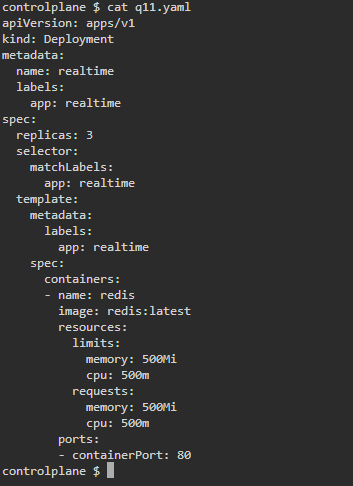 controlplane $ cat q11.yaml
apiVersion: apps/v1
kind: Deployment
metadata:
  name: realtime
  labels:
    app: realtime
spec:
  replicas: 3
  selector:
    matchLabels:
      app: realtime
  template:
    metadata:
      labels:
        app: realtime
    spec:
      containers:
      - name: redis
        image: redis:latest
        resources:
          limits:
            memory: 500Mi
            cpu: 500m
          requests:
            memory: 500Mi
            cpu: 500m
        ports:
        - containerPort: 80
controlplane $